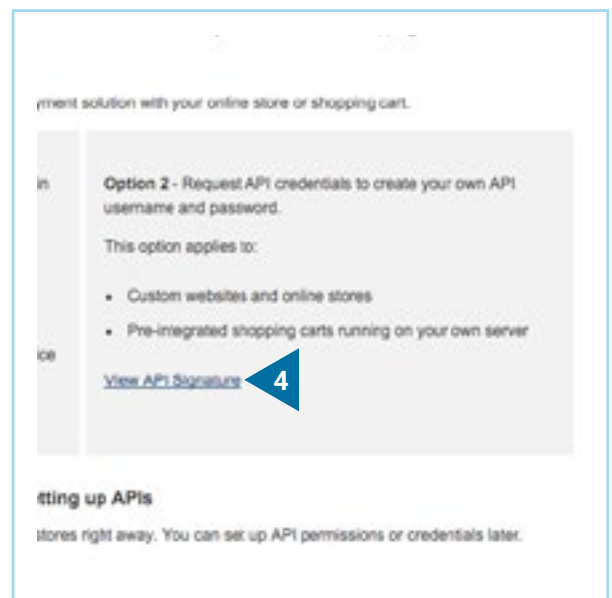 yment solution with your online store or shopping cart.
in
Option 2 - Request API credentials to create your own API
username and password.
This option applies to:
• Custom websites and online stores
• Pre-integrated shopping carts running on your own server
ice
View API Signature
4
tting up APIs
stores right away. You can set up API permissions or credentials later.